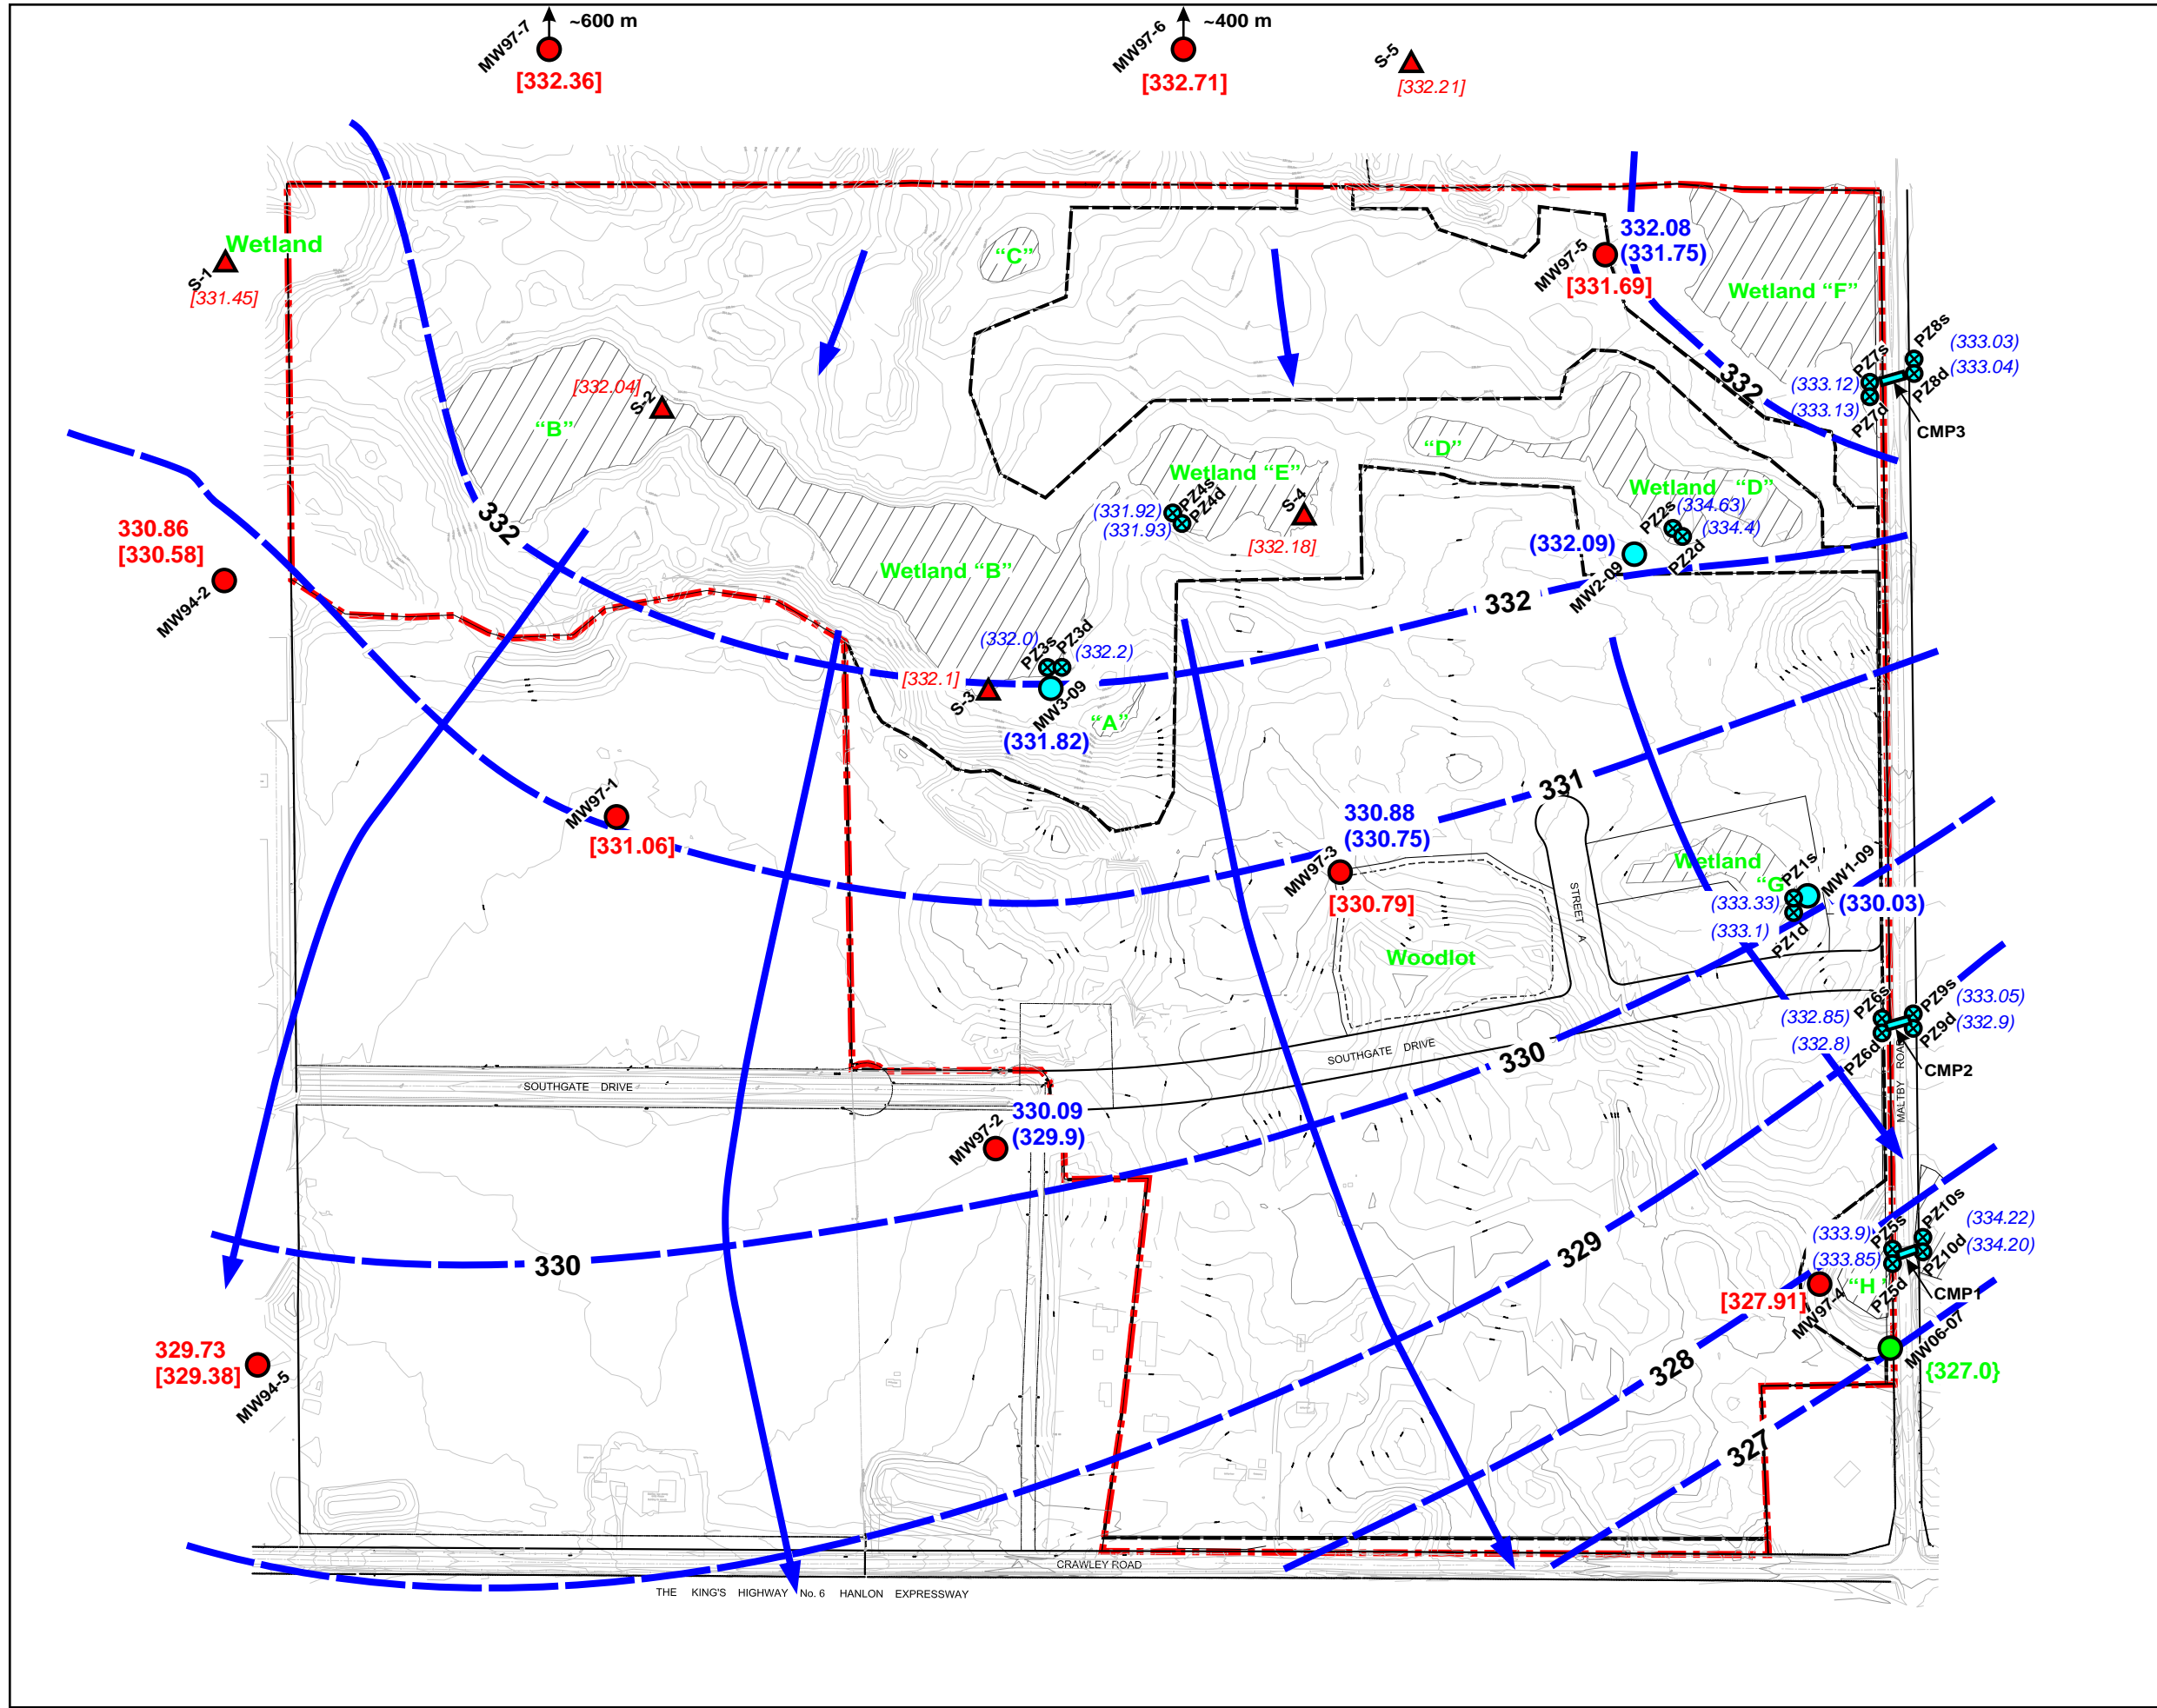 MW97-7
~600 m
[332.36]
MW97-6
~400 m
[332.71]
S-5
[332.21]
Wetland
S-1
[331.45]
"C"
332.08
(331.75)
MW97-5
[331.69]
Wetland "F"
PZ8s
(333.03)
(333.04)
PZ8d
PZ7s
(333.12)
(333.13)
PZ7d
CMP3
332
[332.04]
S-2
"B"
"D"
Wetland "E"
Wetland "D"
PZ4s
PZ4d
(331.92)
(331.93)
S-4
[332.18]
PZ2s
(334.63)
(334.4)
PZ2d
(332.09)
MW2-09
332
330.86
[330.58]
MW94-2
Wetland "B"
332
(332.0)
PZ3s
PZ3d
(332.2)
[332.1]
S-3
MW3-09
"A"
(331.82)
MW97-1
[331.06]
331
330.88
(330.75)
MW97-3
[330.79]
Wetland
"G
PZ1s
MW1-09
(333.33)
(330.03)
(333.1)
PZ1d
STREET A
Woodlot
PZ6s
PZ9s
(333.05)
(332.85)
(332.9)
PZ9d
(332.8)
PZ6d
MALTBY ROAD
CMP2
SOUTHGATE DRIVE
330
SOUTHGATE DRIVE
330.09
(329.9)
MW97-2
PZ10s
(334.22)
PZ5s
(333.9)
(334.20)
(333.85)
PZ10d
329
330
"H"
PZ5d
CMP1
[327.91]
MW97-4
MW06-07
{327.0}
329.73
[329.38]
MW94-5
328
327
CRAWLEY ROAD
THE KING'S HIGHWAY No. 6 HANLON EXPRESSWAY